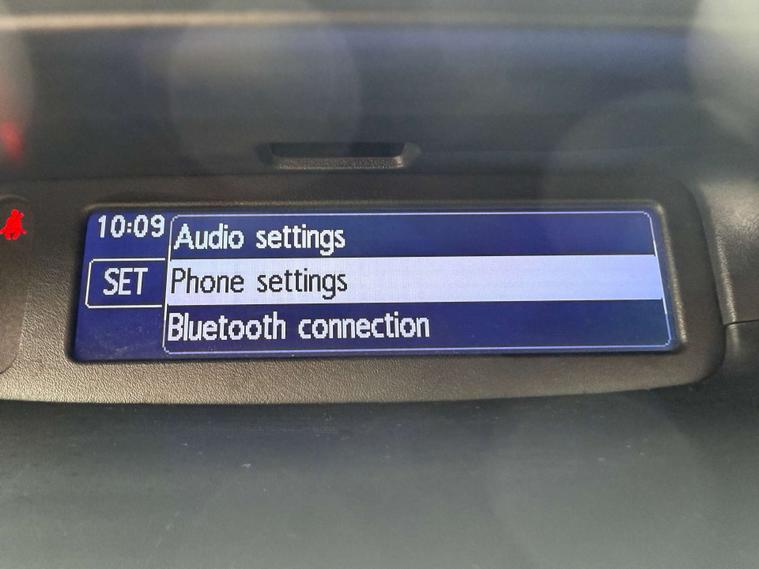 10:09
SET
Audio settings
Phone settings
Bluetooth connection